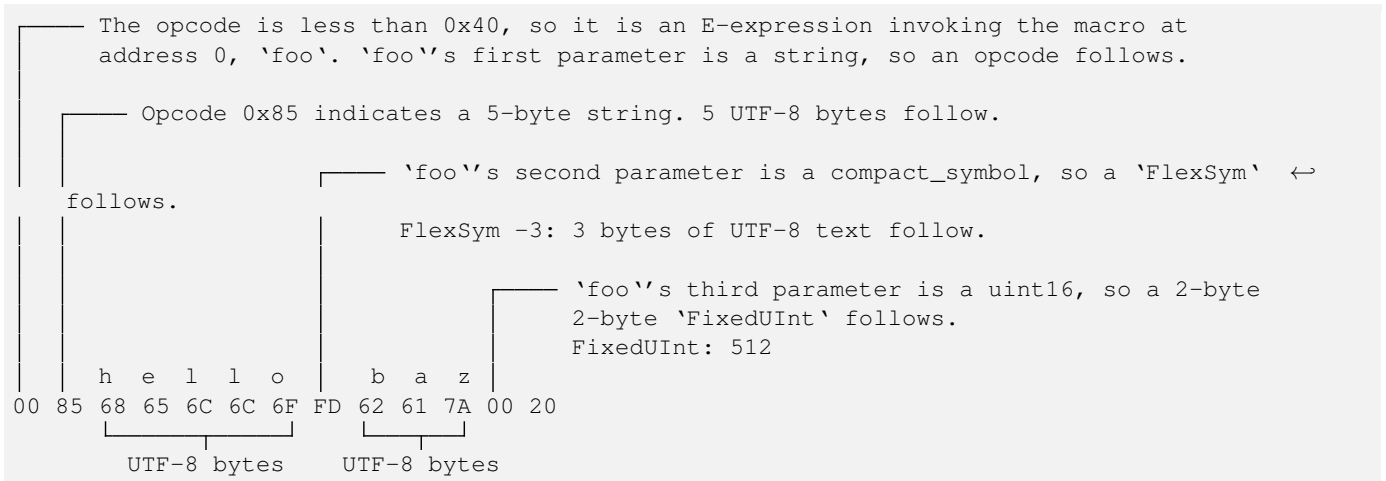 The opcode is less than 0x40, so it is an E-expression invoking the macro at
address 0, `foo`. `foo`'s first parameter is a string, so an opcode follows.
Opcode 0x85 indicates a 5-byte string. 5 UTF-8 bytes follow.
`foo`'s second parameter is a compact_symbol, so a `FlexSym` ↩
follows.
FlexSym -3: 3 bytes of UTF-8 text follow.
`foo`'s third parameter is a uint16, so a 2-byte
2-byte `FixedUInt` follows.
FixedUInt: 512
h e l l o b a z
00 85 68 65 6C 6C 6F FD 62 61 7A 00 20
UTF-8 bytes UTF-8 bytes